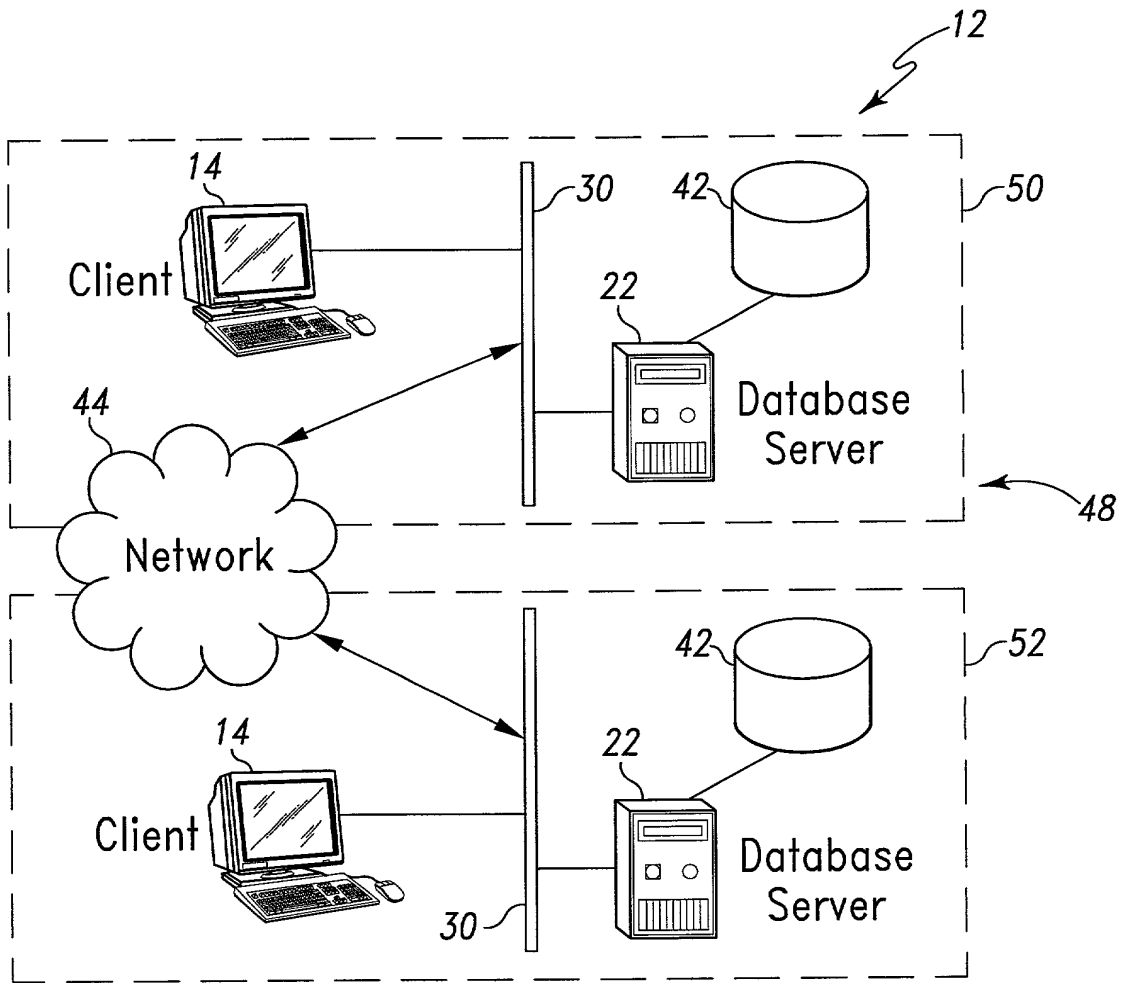 12
14
30
42
50
Client
22
44
Database
Server
48
Network
42
52
14
22
Client
Database
Server
30